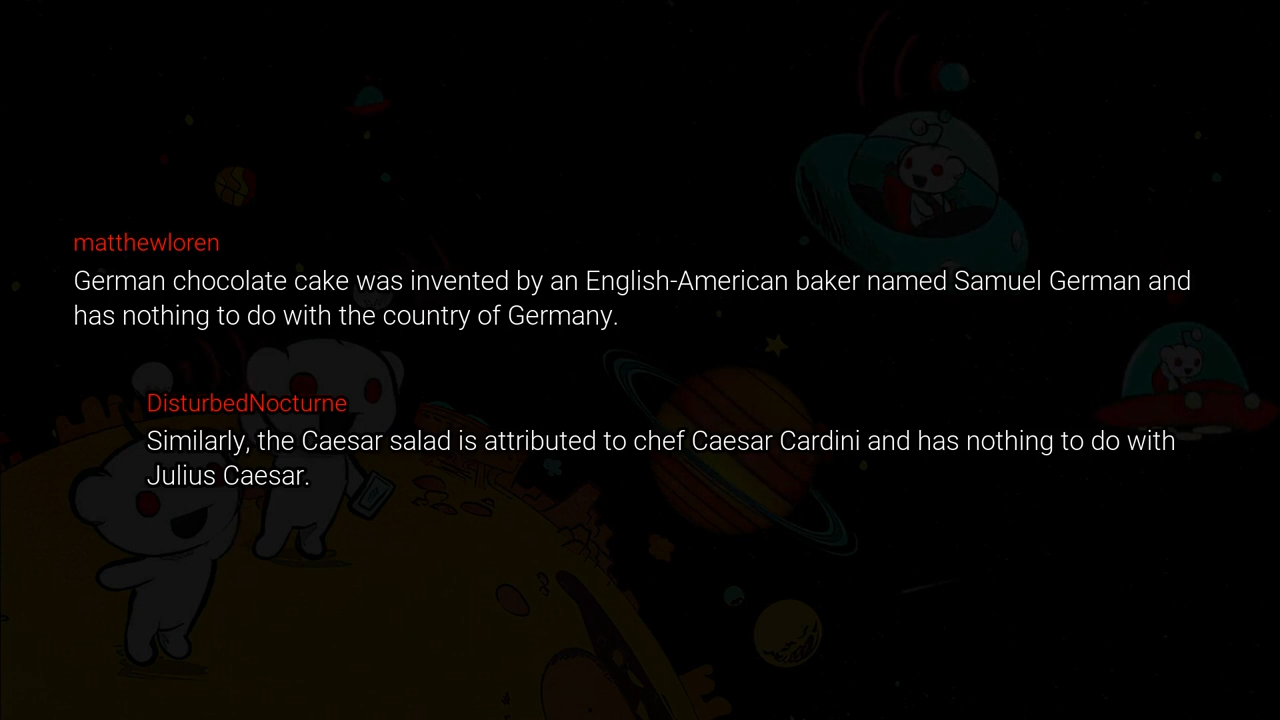 matthewloren
German chocolate cake was invented by an English-American baker named Samuel German and
has nothing to do with the country of Germany.
DisturbedNocturne
Similarly, the Caesar salad is attributed to chef Caesar Cardini and has nothing to do with
Julius Caesar.